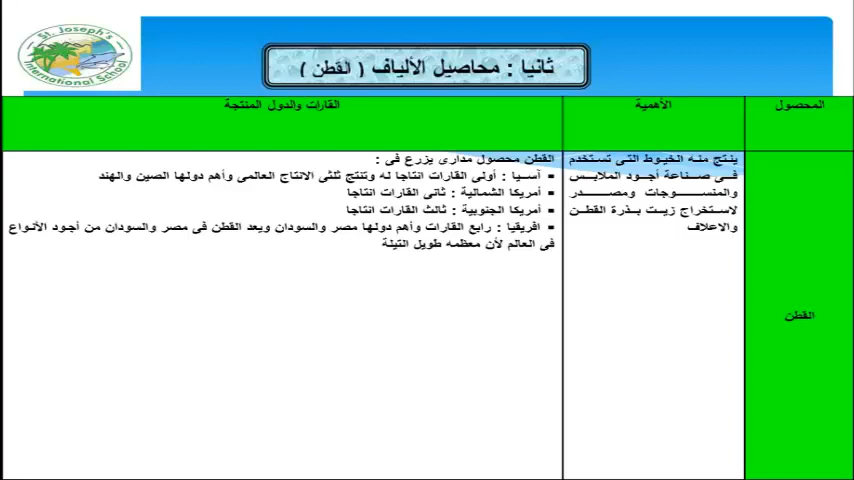 St. Joseph's
International School
ثانيا : محاصيل الألياف ( القطن )
المحصول
الأهمية
القارات والدول المنتجة
القطن
ينتج منه الخيوط التى تستخدم
فى صناعة أجود الملابس
والمنسوجات ومصدر
لاستخراج زيت بذرة القطن
والاعلاف
القطن محصول مدارى يزرع فى :
▪ آسيا : أولى القارات انتاجا له وتنتج ثلثى الانتاج العالمى وأهم دولها الصين والهند
▪ أمريكا الشمالية : ثانى القارات انتاجا
▪ أمريكا الجنوبية : ثالث القارات انتاجا
▪ افريقيا : رابع القارات وأهم دولها مصر والسودان ويعد القطن فى مصر والسودان من أجود الأنواع
فى العالم لأن معظمه طويل التيلة